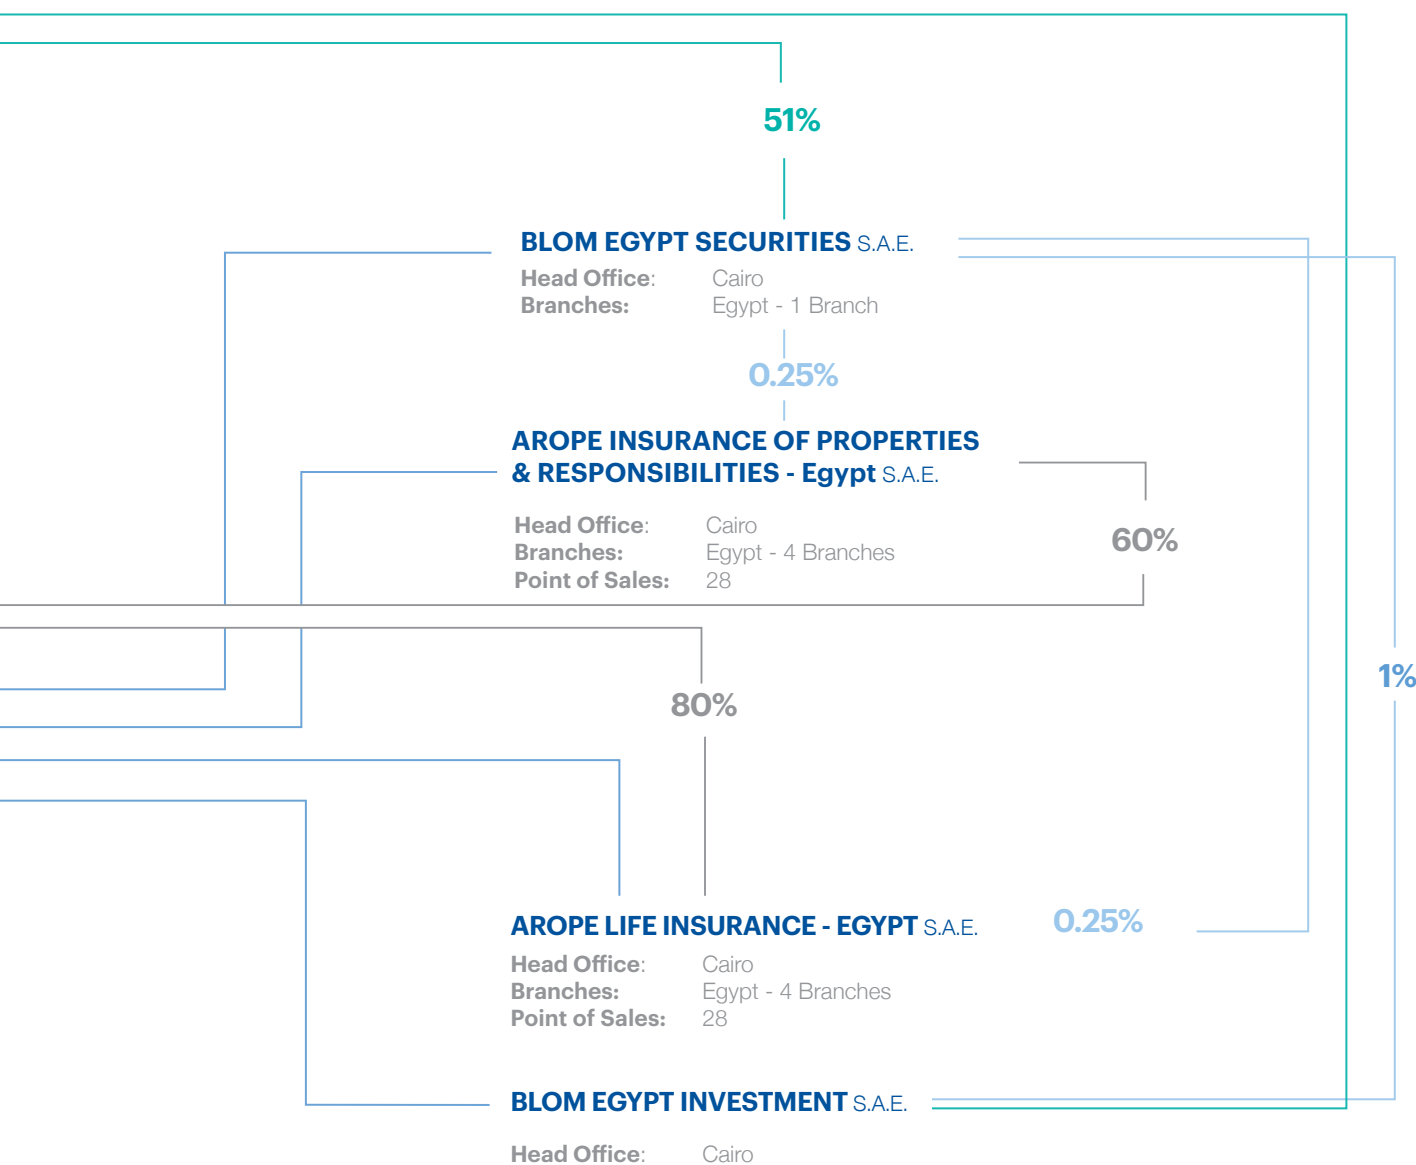 51%
BLOM EGYPT SECURITIES S.A.E.
Head Office: Cairo
Branches: Egypt - 1 Branch
0.25%
AROPE INSURANCE OF PROPERTIES
& RESPONSIBILITIES - Egypt S.A.E.
Head Office: Cairo
Branches: Egypt - 4 Branches
Point of Sales: 28
60%
1%
80%
AROPE LIFE INSURANCE - EGYPT S.A.E.
0.25%
Head Office: Cairo
Branches: Egypt - 4 Branches
Point of Sales: 28
BLOM EGYPT INVESTMENT S.A.E.
Head Office: Cairo